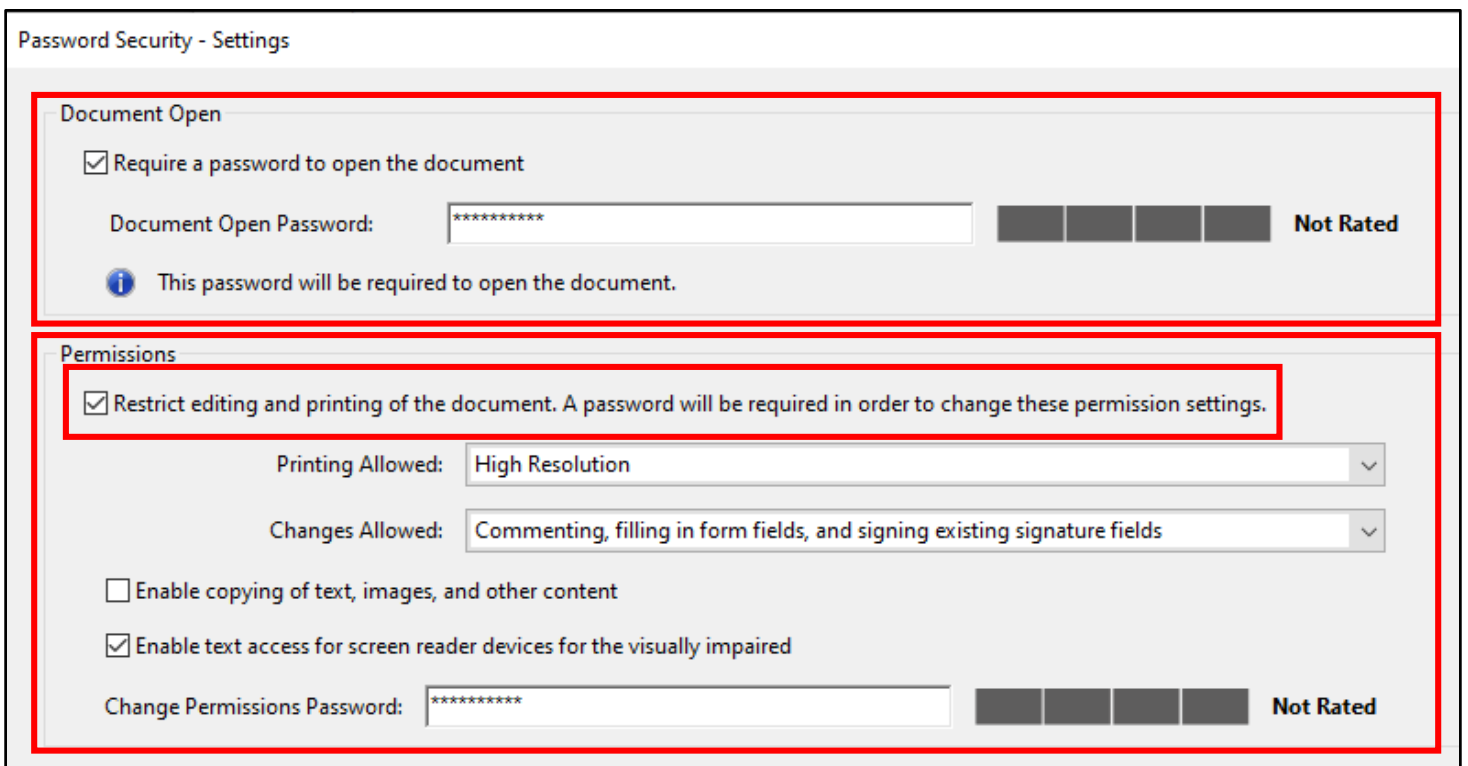 Password Security - Settings
Document Open
Require a password to open the document
Document Open Password: ********** Not Rated
This password will be required to open the document.
Permissions
Restrict editing and printing of the document. A password will be required in order to change these permission settings.
Printing Allowed: High Resolution
Changes Allowed: Commenting, filling in form fields, and signing existing signature fields
Enable copying of text, images, and other content
Enable text access for screen reader devices for the visually impaired
Change Permissions Password: ********** Not Rated